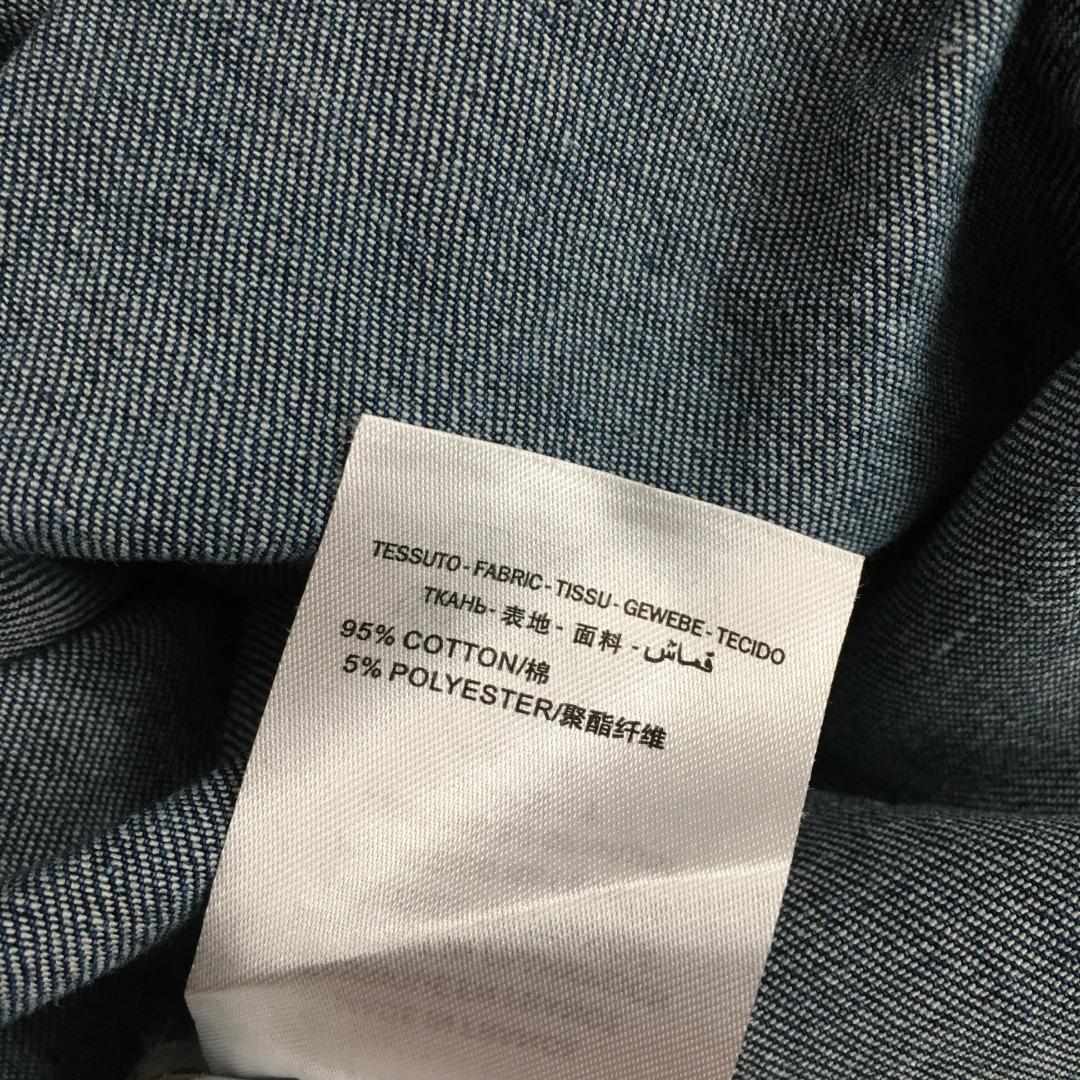 TESSUTO-FABRIC-TISSU-GEWEBE-TECIDO
ТКАНЬ-表地-面料-قماش
95% COTTON/棉
5% POLYESTER/聚酯纤维